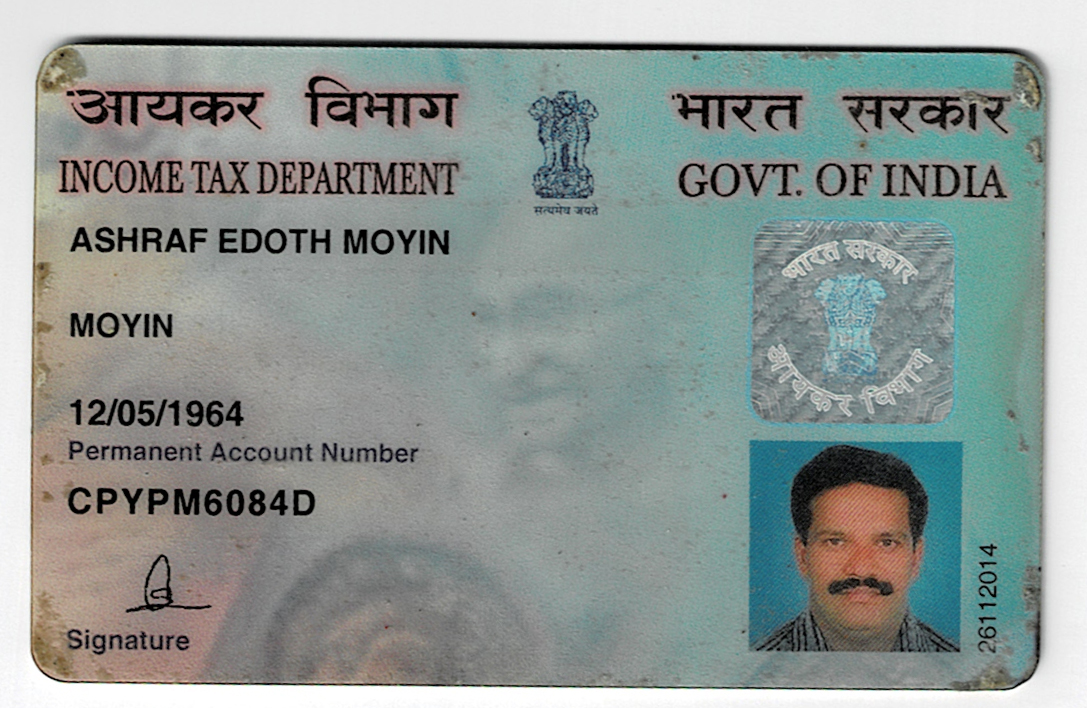 आयकर विभाग
INCOME TAX DEPARTMENT
सत्यमेव जयते
भारत सरकार
GOVT. OF INDIA
ASHRAF EDOTH MOYIN
MOYIN
12/05/1964
Permanent Account Number
CPYPM6084D
Signature
भारत सरकार
आयकर विभाग
26112014